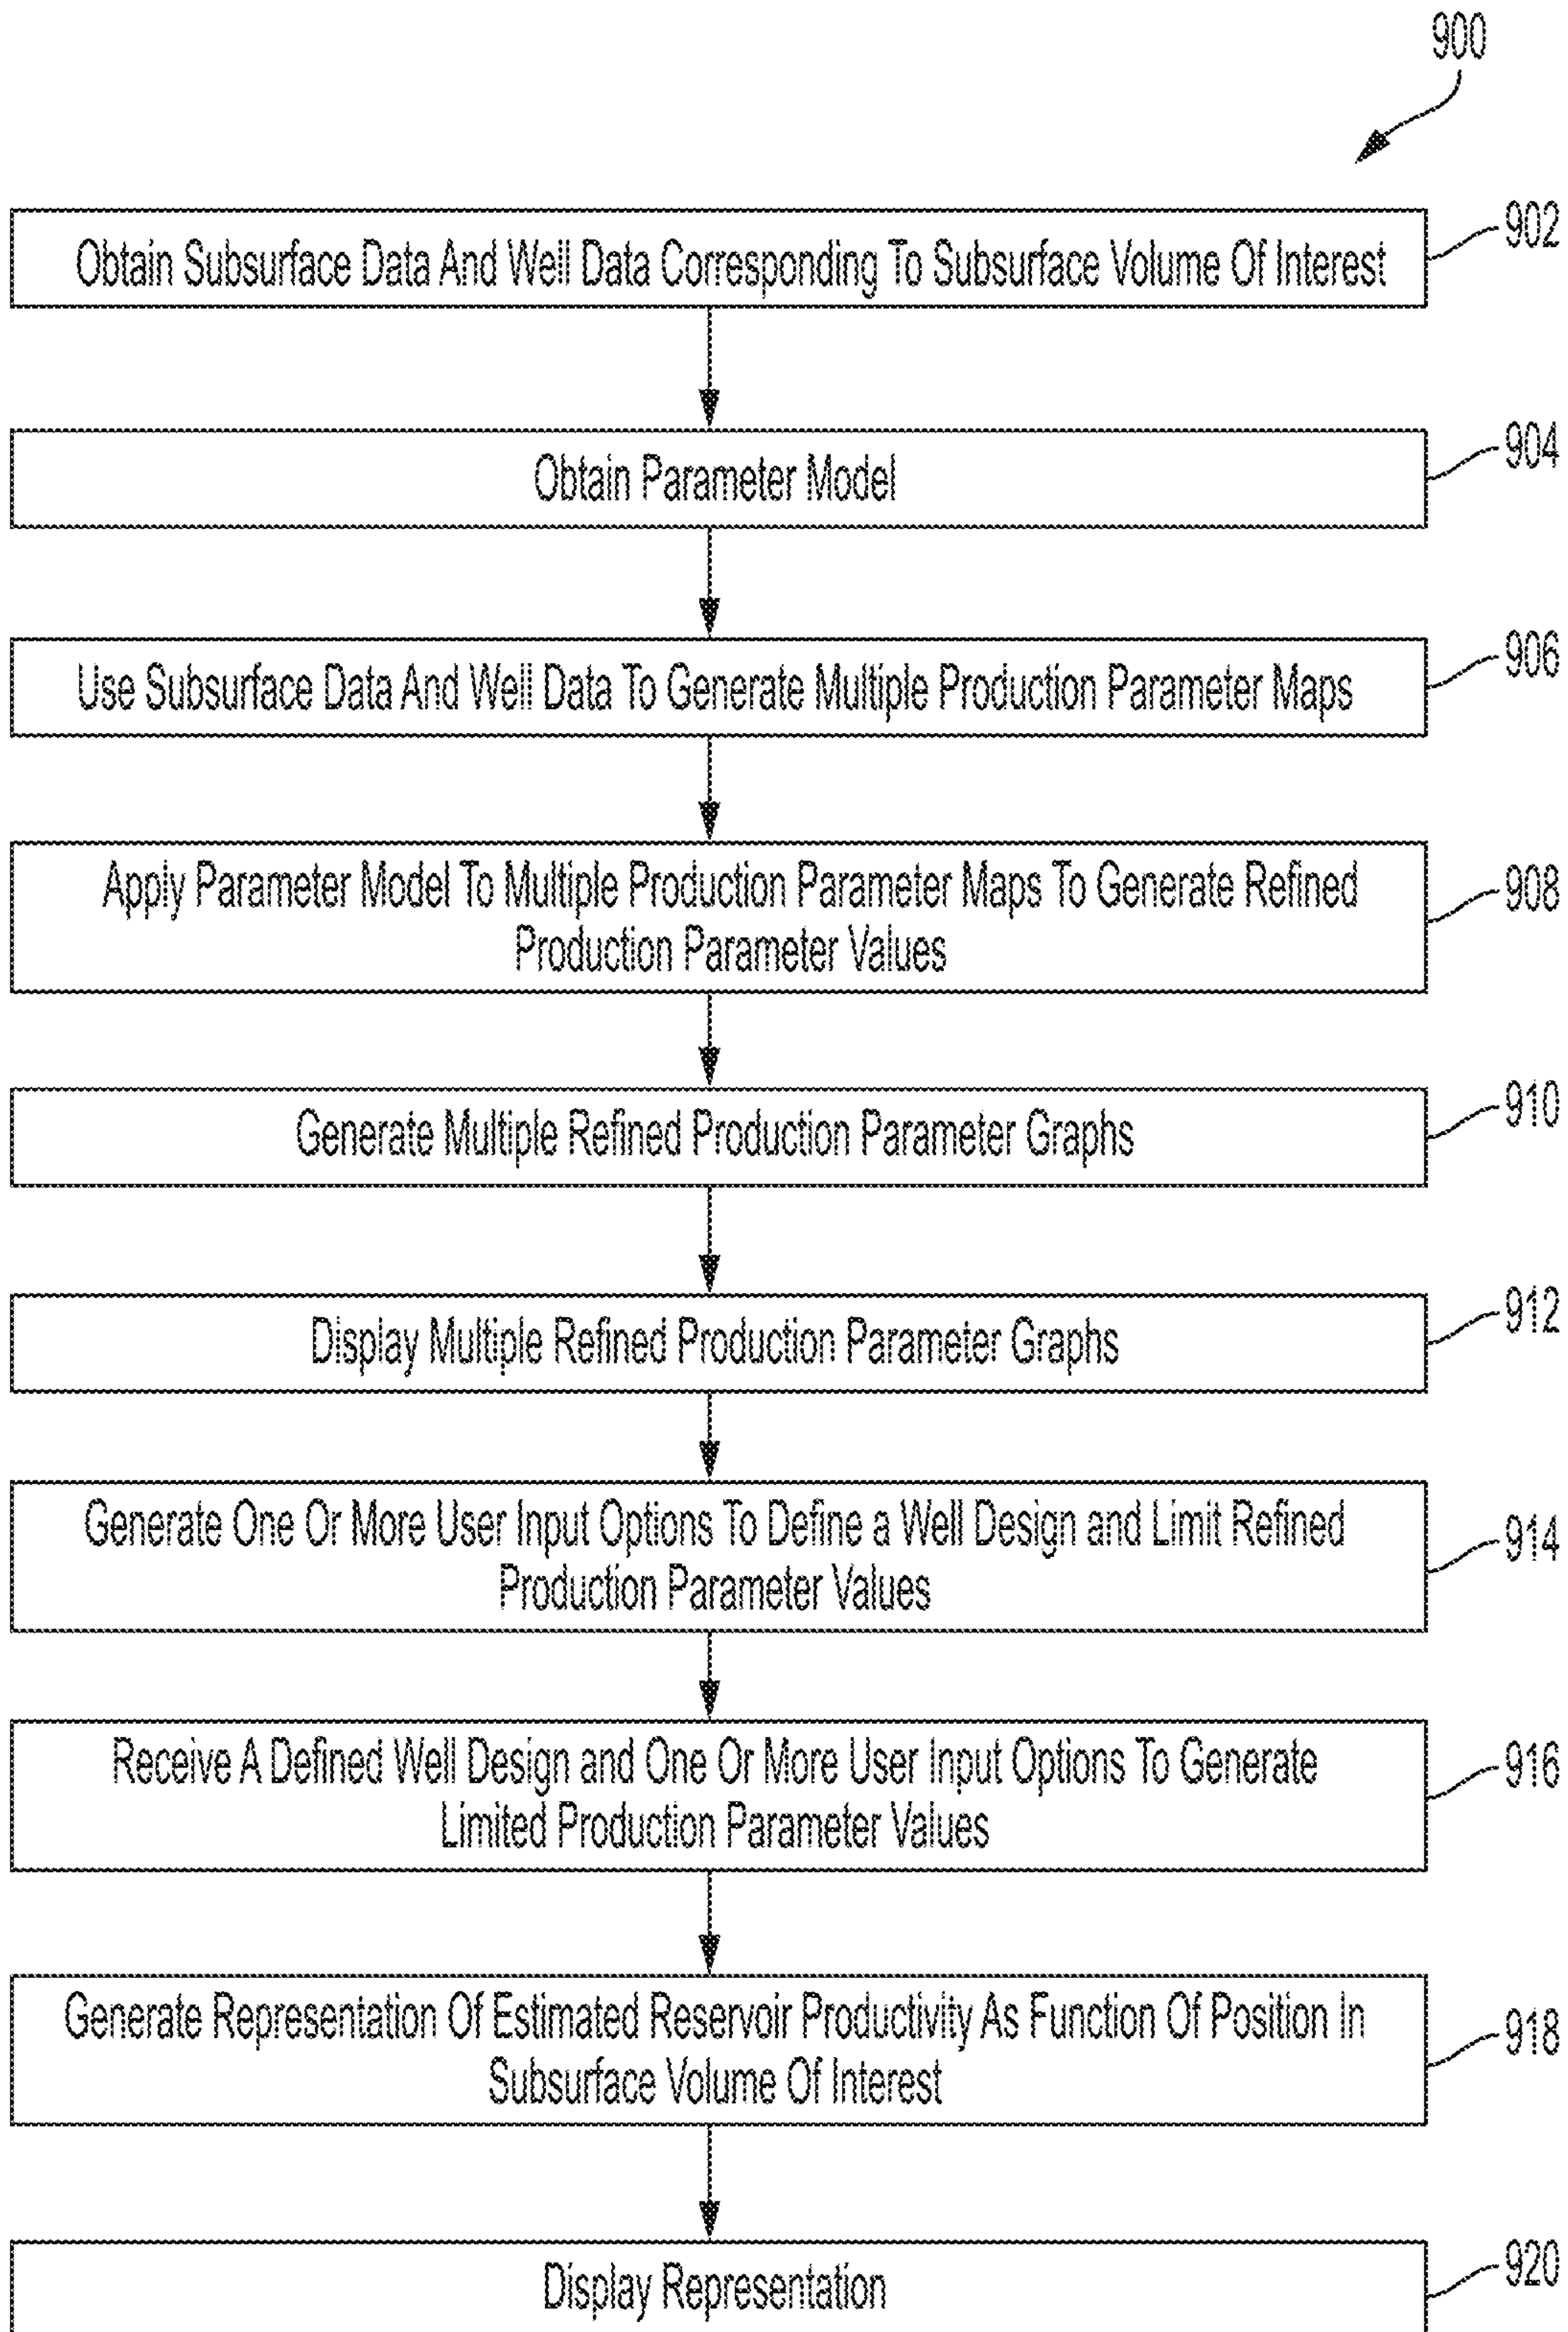 900
Obtain Subsurface Data And Well Data Corresponding To Subsurface Volume Of Interest
902
Obtain Parameter Model
904
Use Subsurface Data And Well Data To Generate Multiple Production Parameter Maps
906
Apply Parameter Model To Multiple Production Parameter Maps To Generate Refined
Production Parameter Values
908
Generate Multiple Refined Production Parameter Graphs
910
Display Multiple Refined Production Parameter Graphs
912
Generate One Or More User Input Options To Define a Well Design and Limit Refined
Production Parameter Values
914
Receive A Defined Well Design and One Or More User Input Options To Generate
Limited Production Parameter Values
916
Generate Representation Of Estimated Reservoir Productivity As Function Of Position In
Subsurface Volume Of Interest
918
Display Representation
920